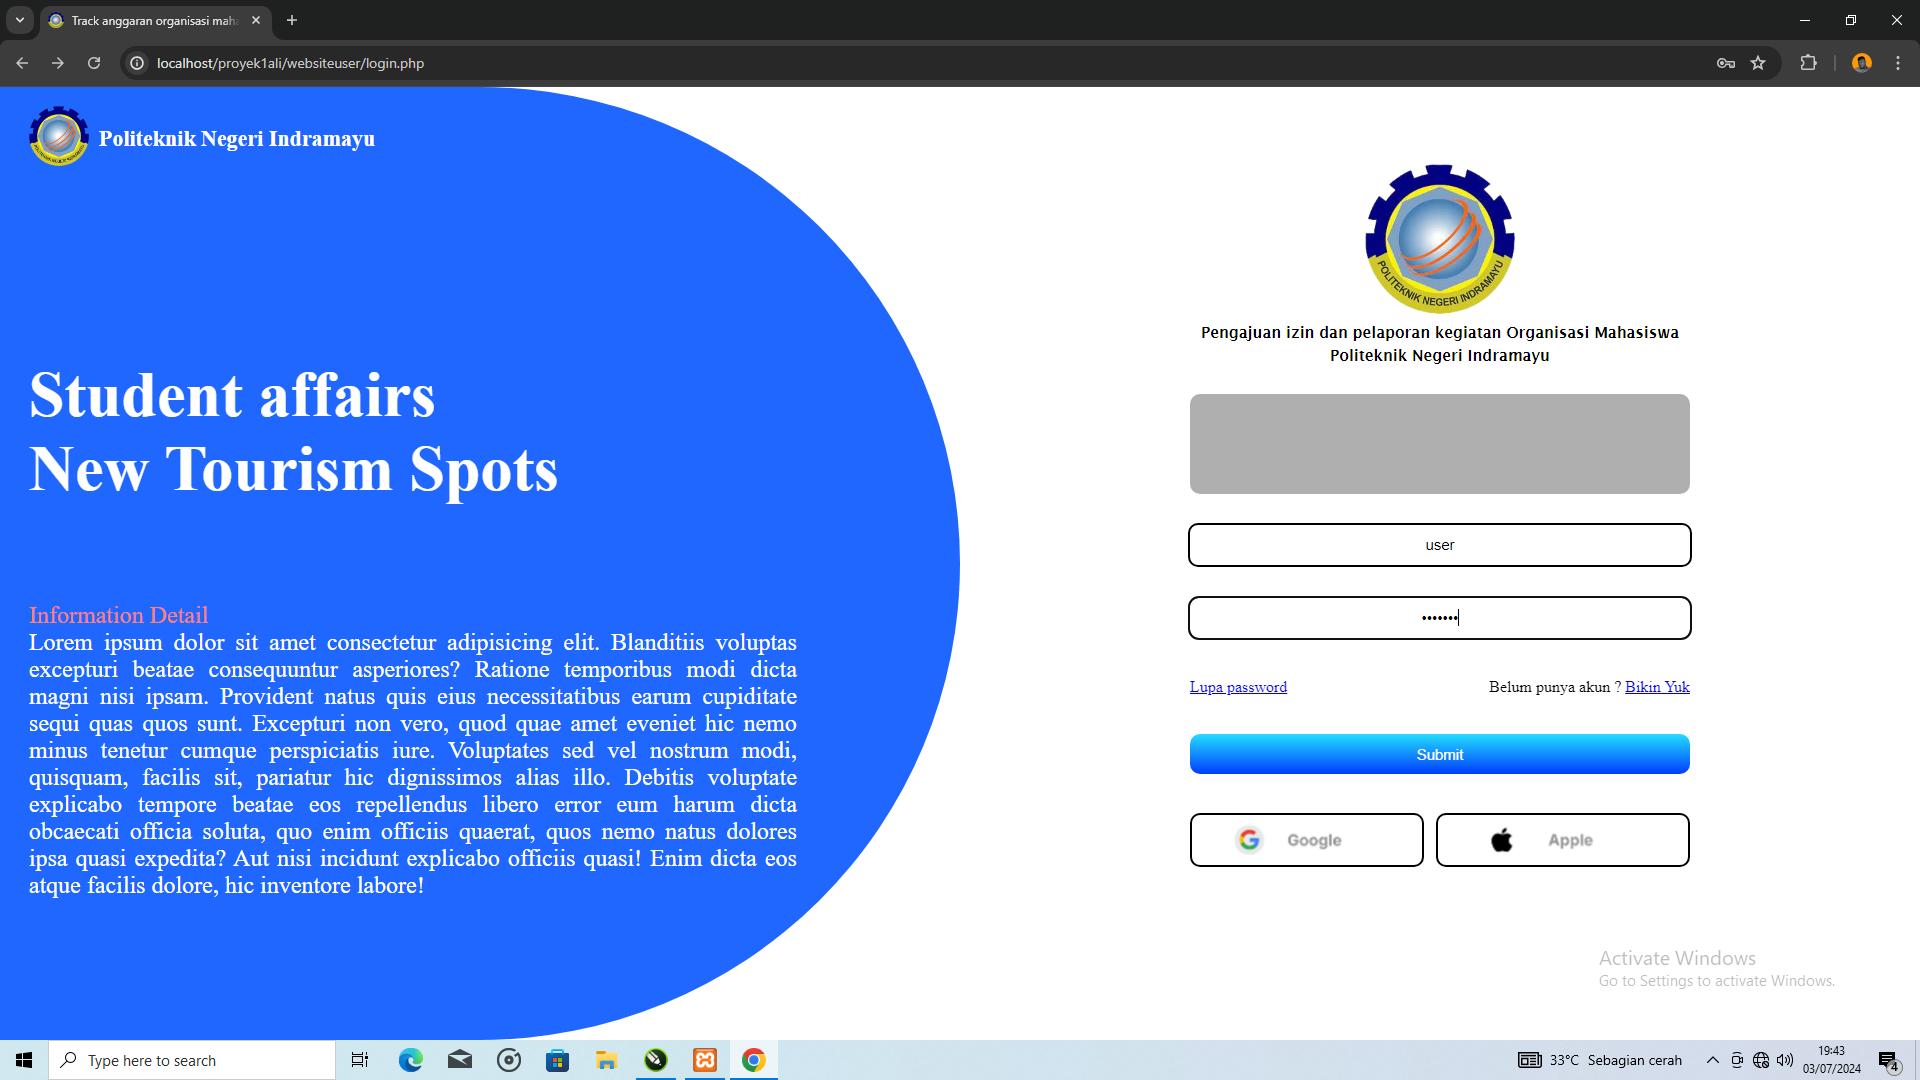 Track anggaran organisasi maha
localhost/proyek1ali/websiteuser/login.php
Politeknik Negeri Indramayu
Student affairs
New Tourism Spots
Information Detail
Lorem ipsum dolor sit amet consectetur adipisicing elit. Blanditiis voluptas
excepturi beatae consequuntur asperiores? Ratione temporibus modi dicta
magni nisi ipsam. Provident natus quis eius necessitatibus earum cupiditate
sequi quas quos sunt. Excepturi non vero, quod quae amet eveniet hic nemo
minus tenetur cumque perspiciatis iure. Voluptates sed vel nostrum modi,
quisquam, facilis sit, pariatur hic dignissimos alias illo. Debitis voluptate
explicabo tempore beatae eos repellendus libero error eum harum dicta
obcaecati officia soluta, quo enim officiis quaerat, quos nemo natus dolores
ipsa quasi expedita? Aut nisi incidunt explicabo officiis quasi! Enim dicta eos
atque facilis dolore, hic inventore labore!
POLITEKNIK NEGERI INDRAMAYU
Pengajuan izin dan pelaporan kegiatan Organisasi Mahasiswa
Politeknik Negeri Indramayu
user
•••••••
Lupa password
Belum punya akun ? Bikin Yuk
Submit
Google
Apple
Activate Windows
Go to Settings to activate Windows.
Type here to search
33°C Sebagian cerah
19:43
03/07/2024
4